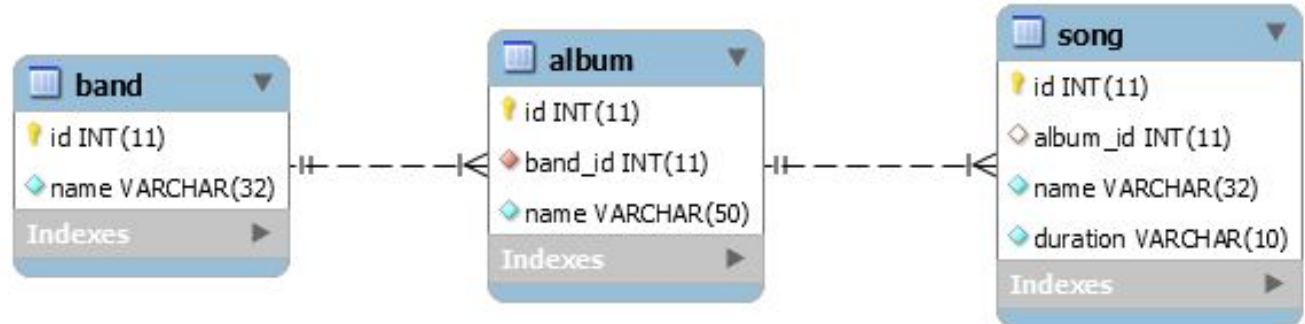 band
id INT(11)
name VARCHAR(32)
Indexes
album
id INT(11)
band_id INT(11)
name VARCHAR(50)
Indexes
song
id INT(11)
album_id INT(11)
name VARCHAR(32)
duration VARCHAR(10)
Indexes